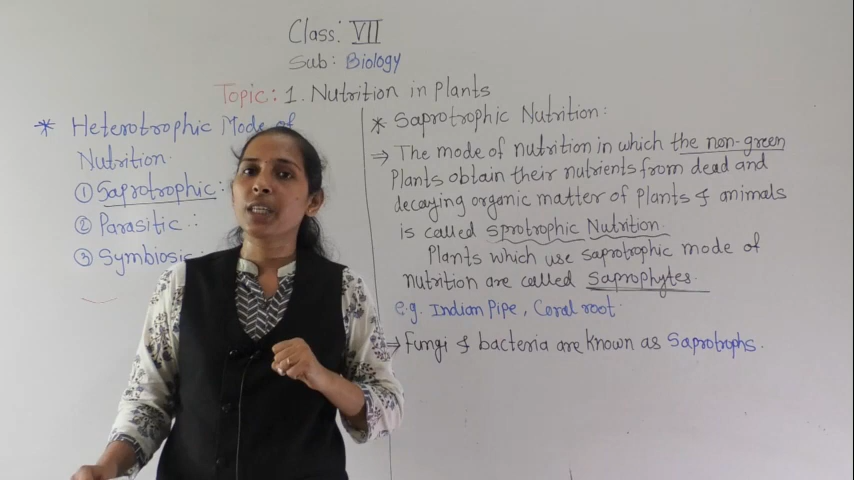 Class: VII
Sub: Biology
Topic: 1. Nutrition in Plants
* Heterotrophic Mode of
Nutrition.
① Saprotrophic:
② Parasitic:
③ Symbiosis:
* Saprotrophic Nutrition:
⇒ The mode of nutrition in which the non-green
Plants obtain their nutrients from dead and
decaying organic matter of Plants & animals
is called sprotrophic Nutrition.
Plants which use saprotrophic mode of
nutrition are called Saprophytes.
e.g. Indian Pipe, Coral root.
⇒ Fungi & bacteria are known as Saprotrophs.